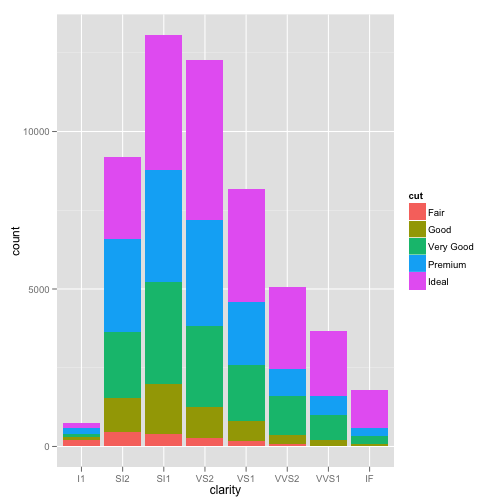 10000
5000
0
count
I1 SI2 SI1 VS2 VS1 VVS2 VVS1 IF
clarity
cut
Fair
Good
Very Good
Premium
Ideal